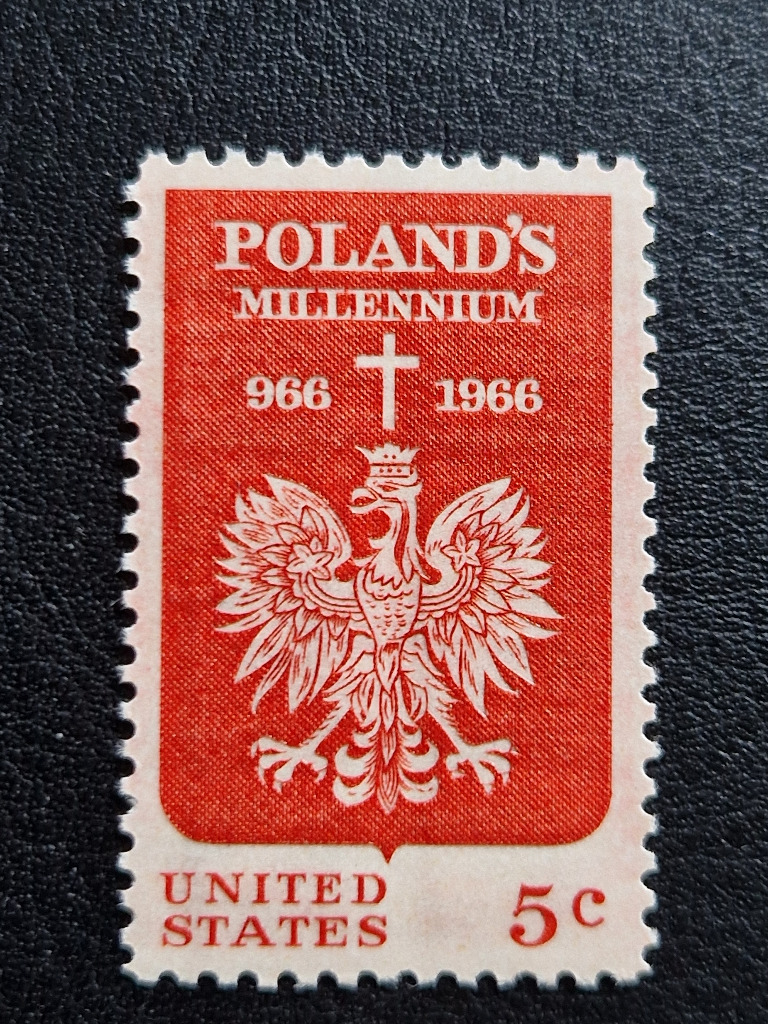 POLAND'S
MILLENNIUM
966 1966
UNITED
STATES
5c